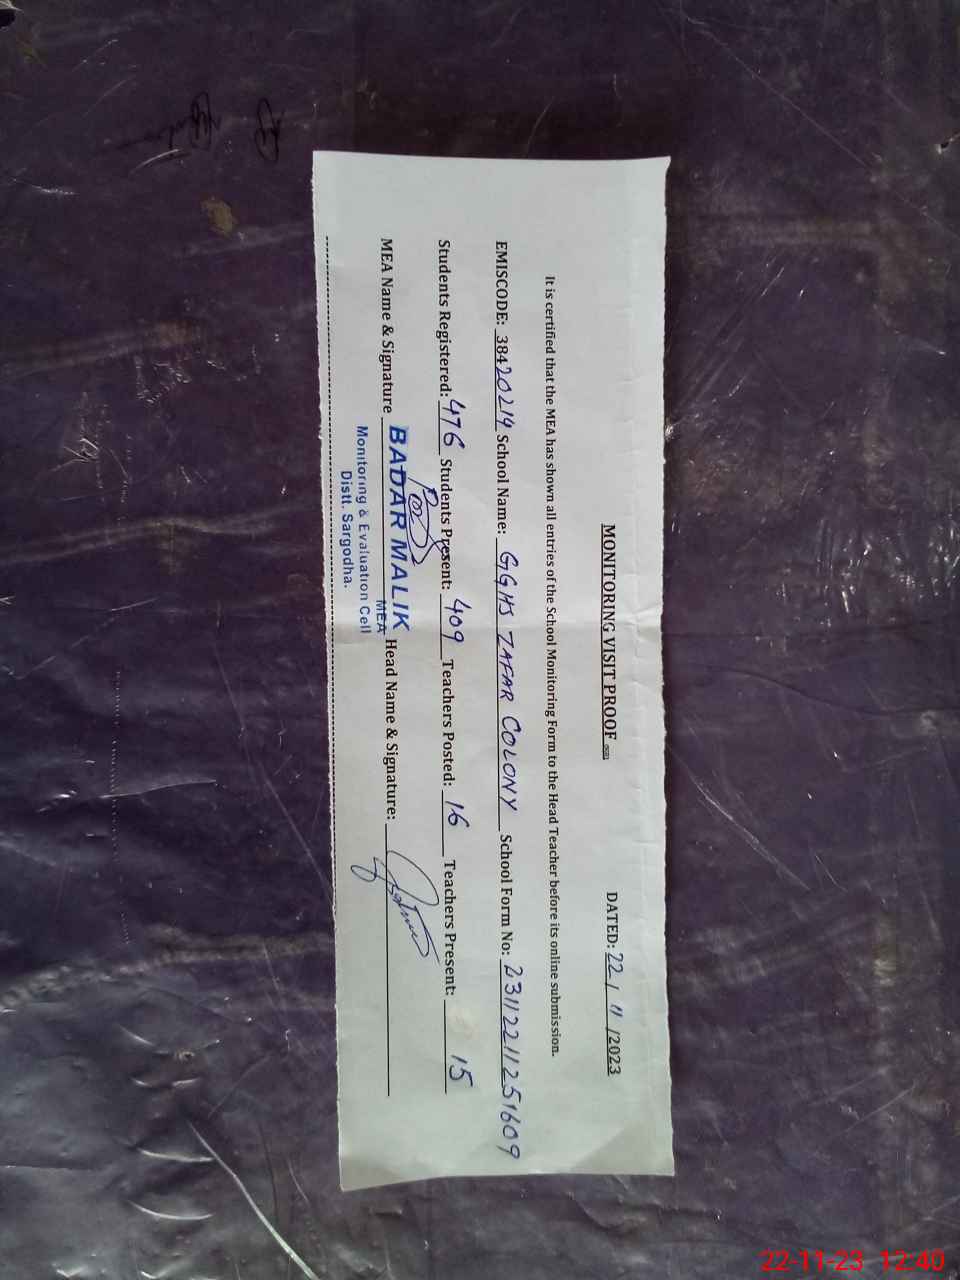 MONITORING VISIT PROOF
DATED: 22 / 11 /2023
It is certified that the MEA has shown all entries of the School Monitoring Form to the Head Teacher before its online submission.
EMISCODE: 38420214 School Name: GGHS ZAFAR COLONY School Form No: 23112211251609
Students Registered: 476 Students Present: 409 Teachers Posted: 16 Teachers Present: 15
MEA Name & Signature BADAR MALIK Head Name & Signature:
MEA
Monitoring & Evaluation Cell
Distt. Sargodha.
22-11-23 12:40